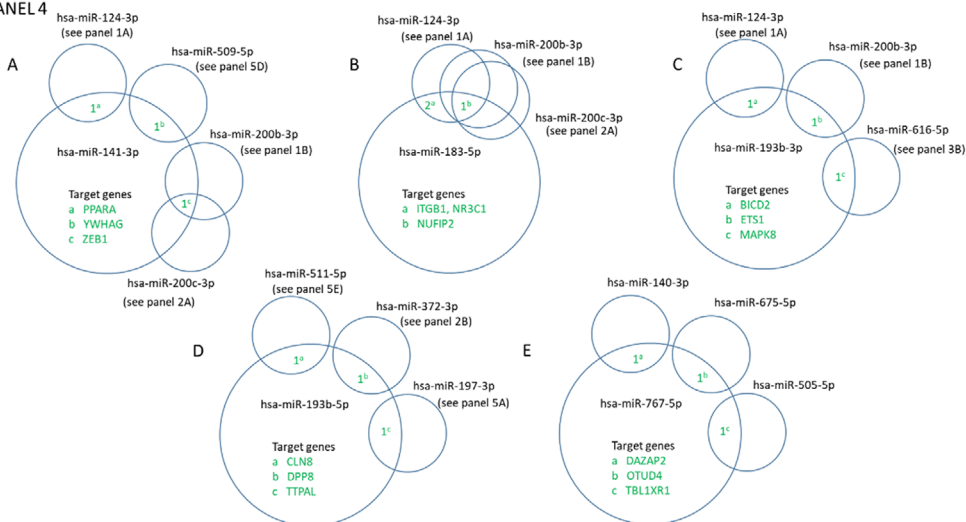 ANEL 4
A
hsa-miR-124-3p
(see panel 1A)
hsa-miR-509-5p
(see panel 5D)
1ᵃ
1ᵇ
hsa-miR-200b-3p
(see panel 1B)
hsa-miR-141-3p
1ᶜ
Target genes
a PPARA
b YWHAG
c ZEB1
hsa-miR-200c-3p
(see panel 2A)
B
hsa-miR-124-3p
(see panel 1A)
hsa-miR-200b-3p
(see panel 1B)
2ᵃ
1ᵇ
hsa-miR-200c-3p
(see panel 2A)
hsa-miR-183-5p
Target genes
a ITGB1, NR3C1
b NUFIP2
C
hsa-miR-124-3p
(see panel 1A)
hsa-miR-200b-3p
(see panel 1B)
1ᵃ
1ᵇ
hsa-miR-616-5p
(see panel 3B)
hsa-miR-193b-3p
1ᶜ
Target genes
a BICD2
b ETS1
c MAPK8
D
hsa-miR-511-5p
(see panel 5E)
hsa-miR-372-3p
(see panel 2B)
1ᵃ
1ᵇ
hsa-miR-197-3p
(see panel 5A)
hsa-miR-193b-5p
1ᶜ
Target genes
a CLN8
b DPP8
c TTPAL
E
hsa-miR-140-3p
hsa-miR-675-5p
1ᵃ
1ᵇ
hsa-miR-505-5p
hsa-miR-767-5p
1ᶜ
Target genes
a DAZAP2
b OTUD4
c TBL1XR1